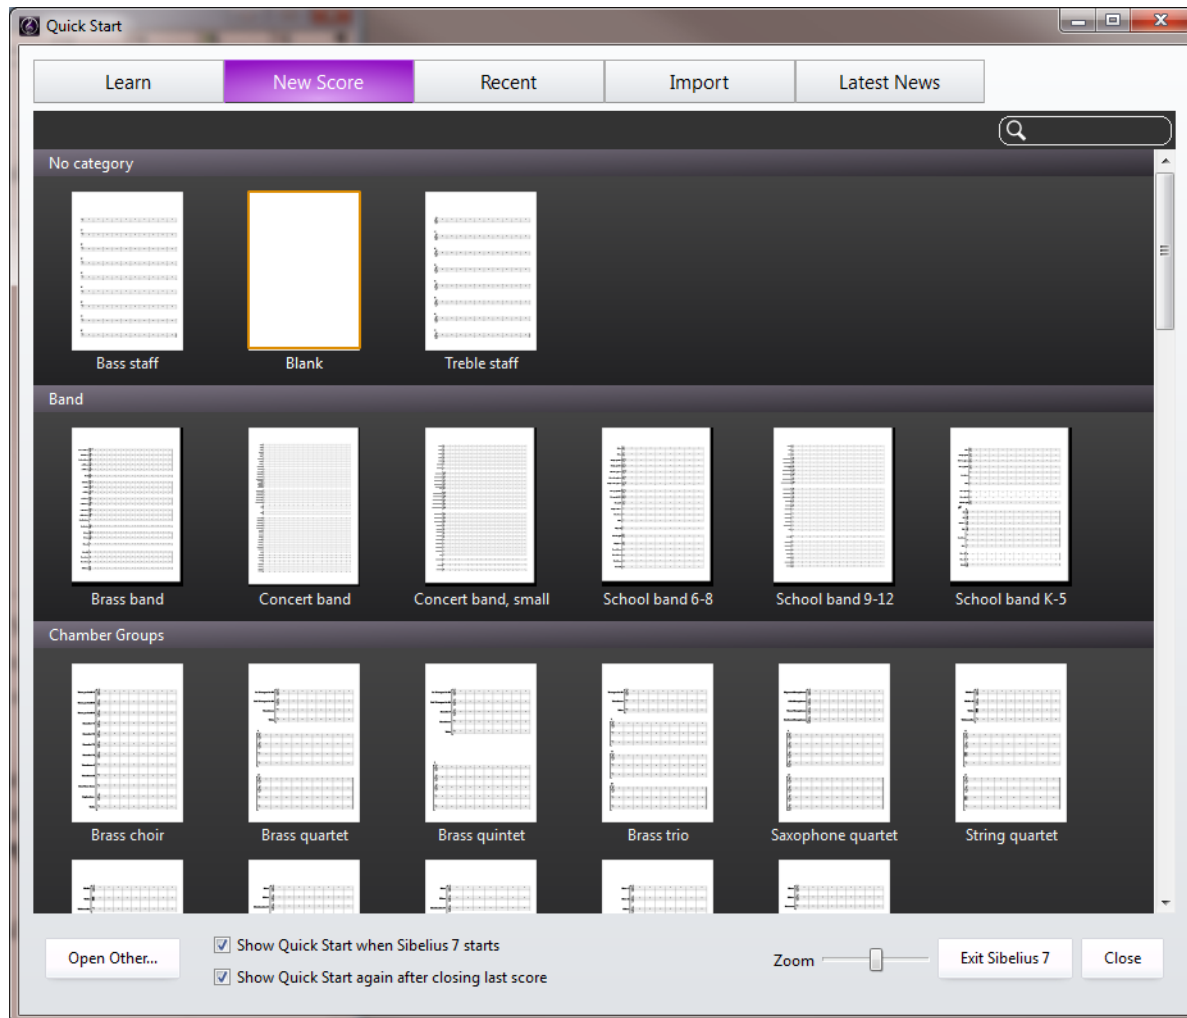 Quick Start
Learn New Score Recent Import Latest News
No category
Bass staff Blank Treble staff
Band
Brass band Concert band Concert band, small School band 6-8 School band 9-12 School band K-5
Chamber Groups
Brass choir Brass quartet Brass quintet Brass trio Saxophone quartet String quartet
Open Other...
Show Quick Start when Sibelius 7 starts
Show Quick Start again after closing last score
Zoom
Exit Sibelius 7
Close